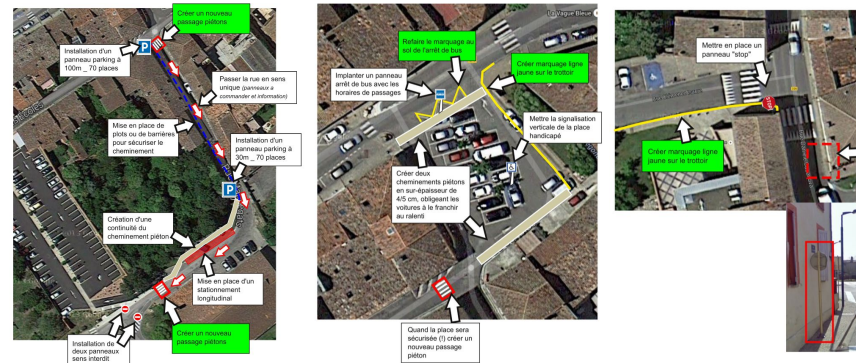 Créer un nouveau
passage piétons
Installation d'un
panneau parking à
100m _ 70 places
P
Passer la rue en sens
unique (panneaux a
commander et information)
Mise en place de
plots ou de barrières
pour sécuriser le
cheminement
Installation d'un
panneau parking à
30m _ 70 places
P
Création d'une
continuité du
cheminement piéton
Mise en place d'un
stationnement
longitudinal
Créer un nouveau
passage piétons
Installation de
deux panneaux
sens interdit
La Vague Bleue
Refaire le marquage au
sol de l'arrêt de bus
Implanter un panneau
arrêt de bus avec les
horaires de passages
Créer marquage ligne
jaune sur le trottoir
Mettre la signalisation
verticale de la place
handicapé
Créer deux
cheminements piétons
en sur-épaisseur de
4/5 cm, obligeant les
voitures à le franchir
au ralenti
Quand la place sera
sécurisée (!) créer un
nouveau passage
piéton
Mettre en place un
panneau "stop"
STOP
Créer marquage ligne
jaune sur le trottoir